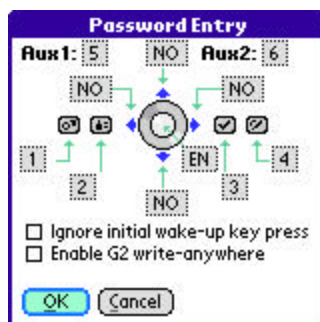 Password Entry
Aux1: 5 NO Aux2: 6
NO NO
1 EN 4
2 3
NO
Ignore initial wake-up key press
Enable G2 write-anywhere
OK Cancel